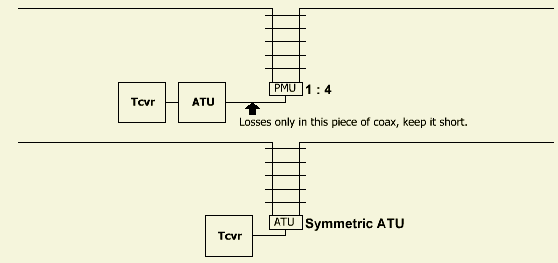 PMU 1 : 4
Tcvr ATU
Losses only in this piece of coax, keep it short.
ATU Symmetric ATU
Tcvr